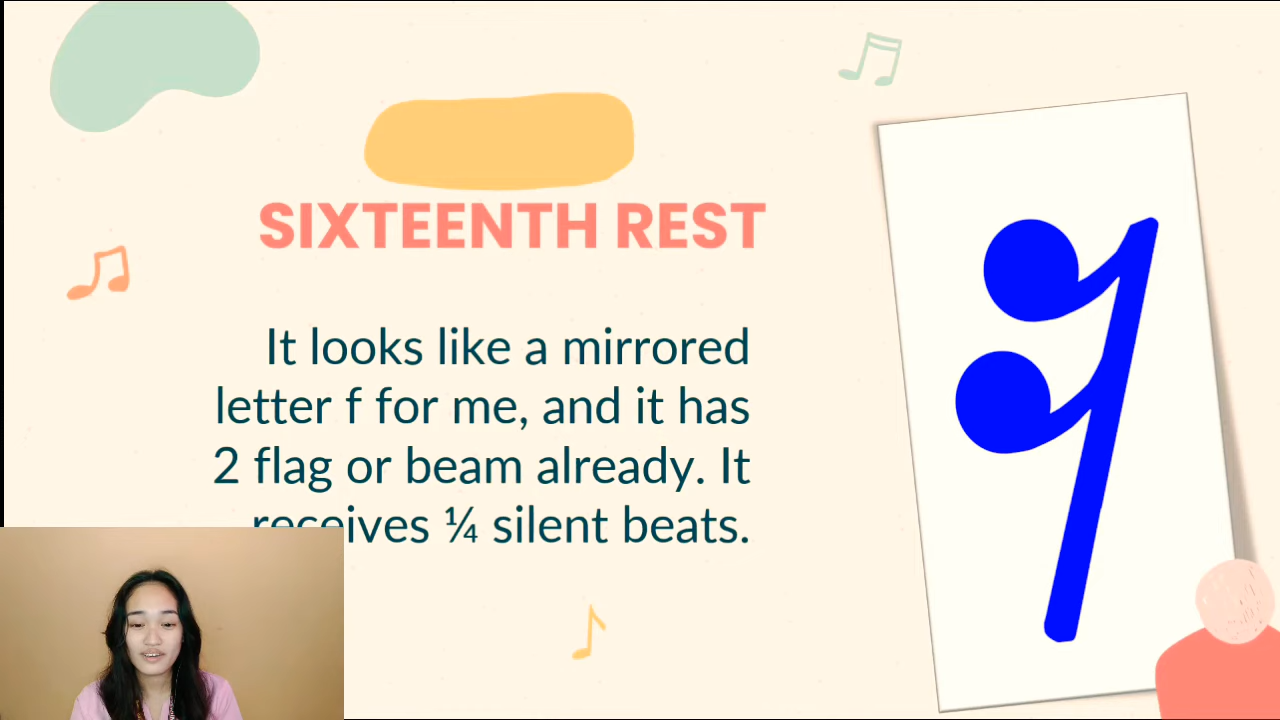 SIXTEENTH REST
It looks like a mirrored
letter f for me, and it has
2 flag or beam already. It
receives ¼ silent beats.